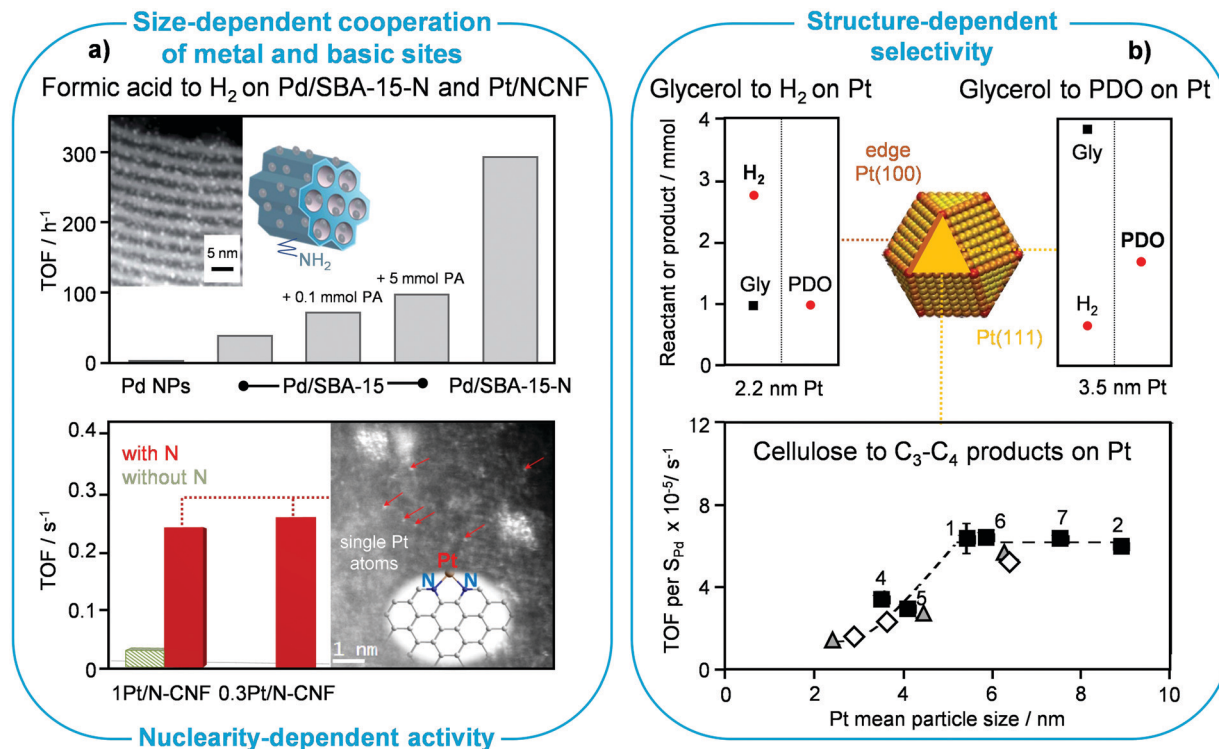 Size-dependent cooperation
of metal and basic sites
a)
Formic acid to H₂ on Pd/SBA-15-N and Pt/NCNF
300
200
100
0
TOF / h⁻¹
5 nm
NH₂
+ 0.1 mmol PA
+ 5 mmol PA
Pd NPs
Pd/SBA-15
Pd/SBA-15-N
0.4
0.3
0.2
0.1
0
TOF / s⁻¹
with N
without N
single Pt
atoms
Pt
N
N
1 nm
1Pt/N-CNF
0.3Pt/N-CNF
Nuclearity-dependent activity
Structure-dependent
selectivity
b)
Glycerol to H₂ on Pt
Glycerol to PDO on Pt
4
3
2
1
0
Reactant or product / mmol
H₂
Gly
PDO
2.2 nm Pt
edge
Pt(100)
Pt(111)
Gly
PDO
H₂
3.5 nm Pt
12
8
4
0
TOF per S_Pd x 10⁻⁵/ s⁻¹
Cellulose to C₃-C₄ products on Pt
4
5
1
6
7
2
0
2
4
6
8
10
Pt mean particle size / nm